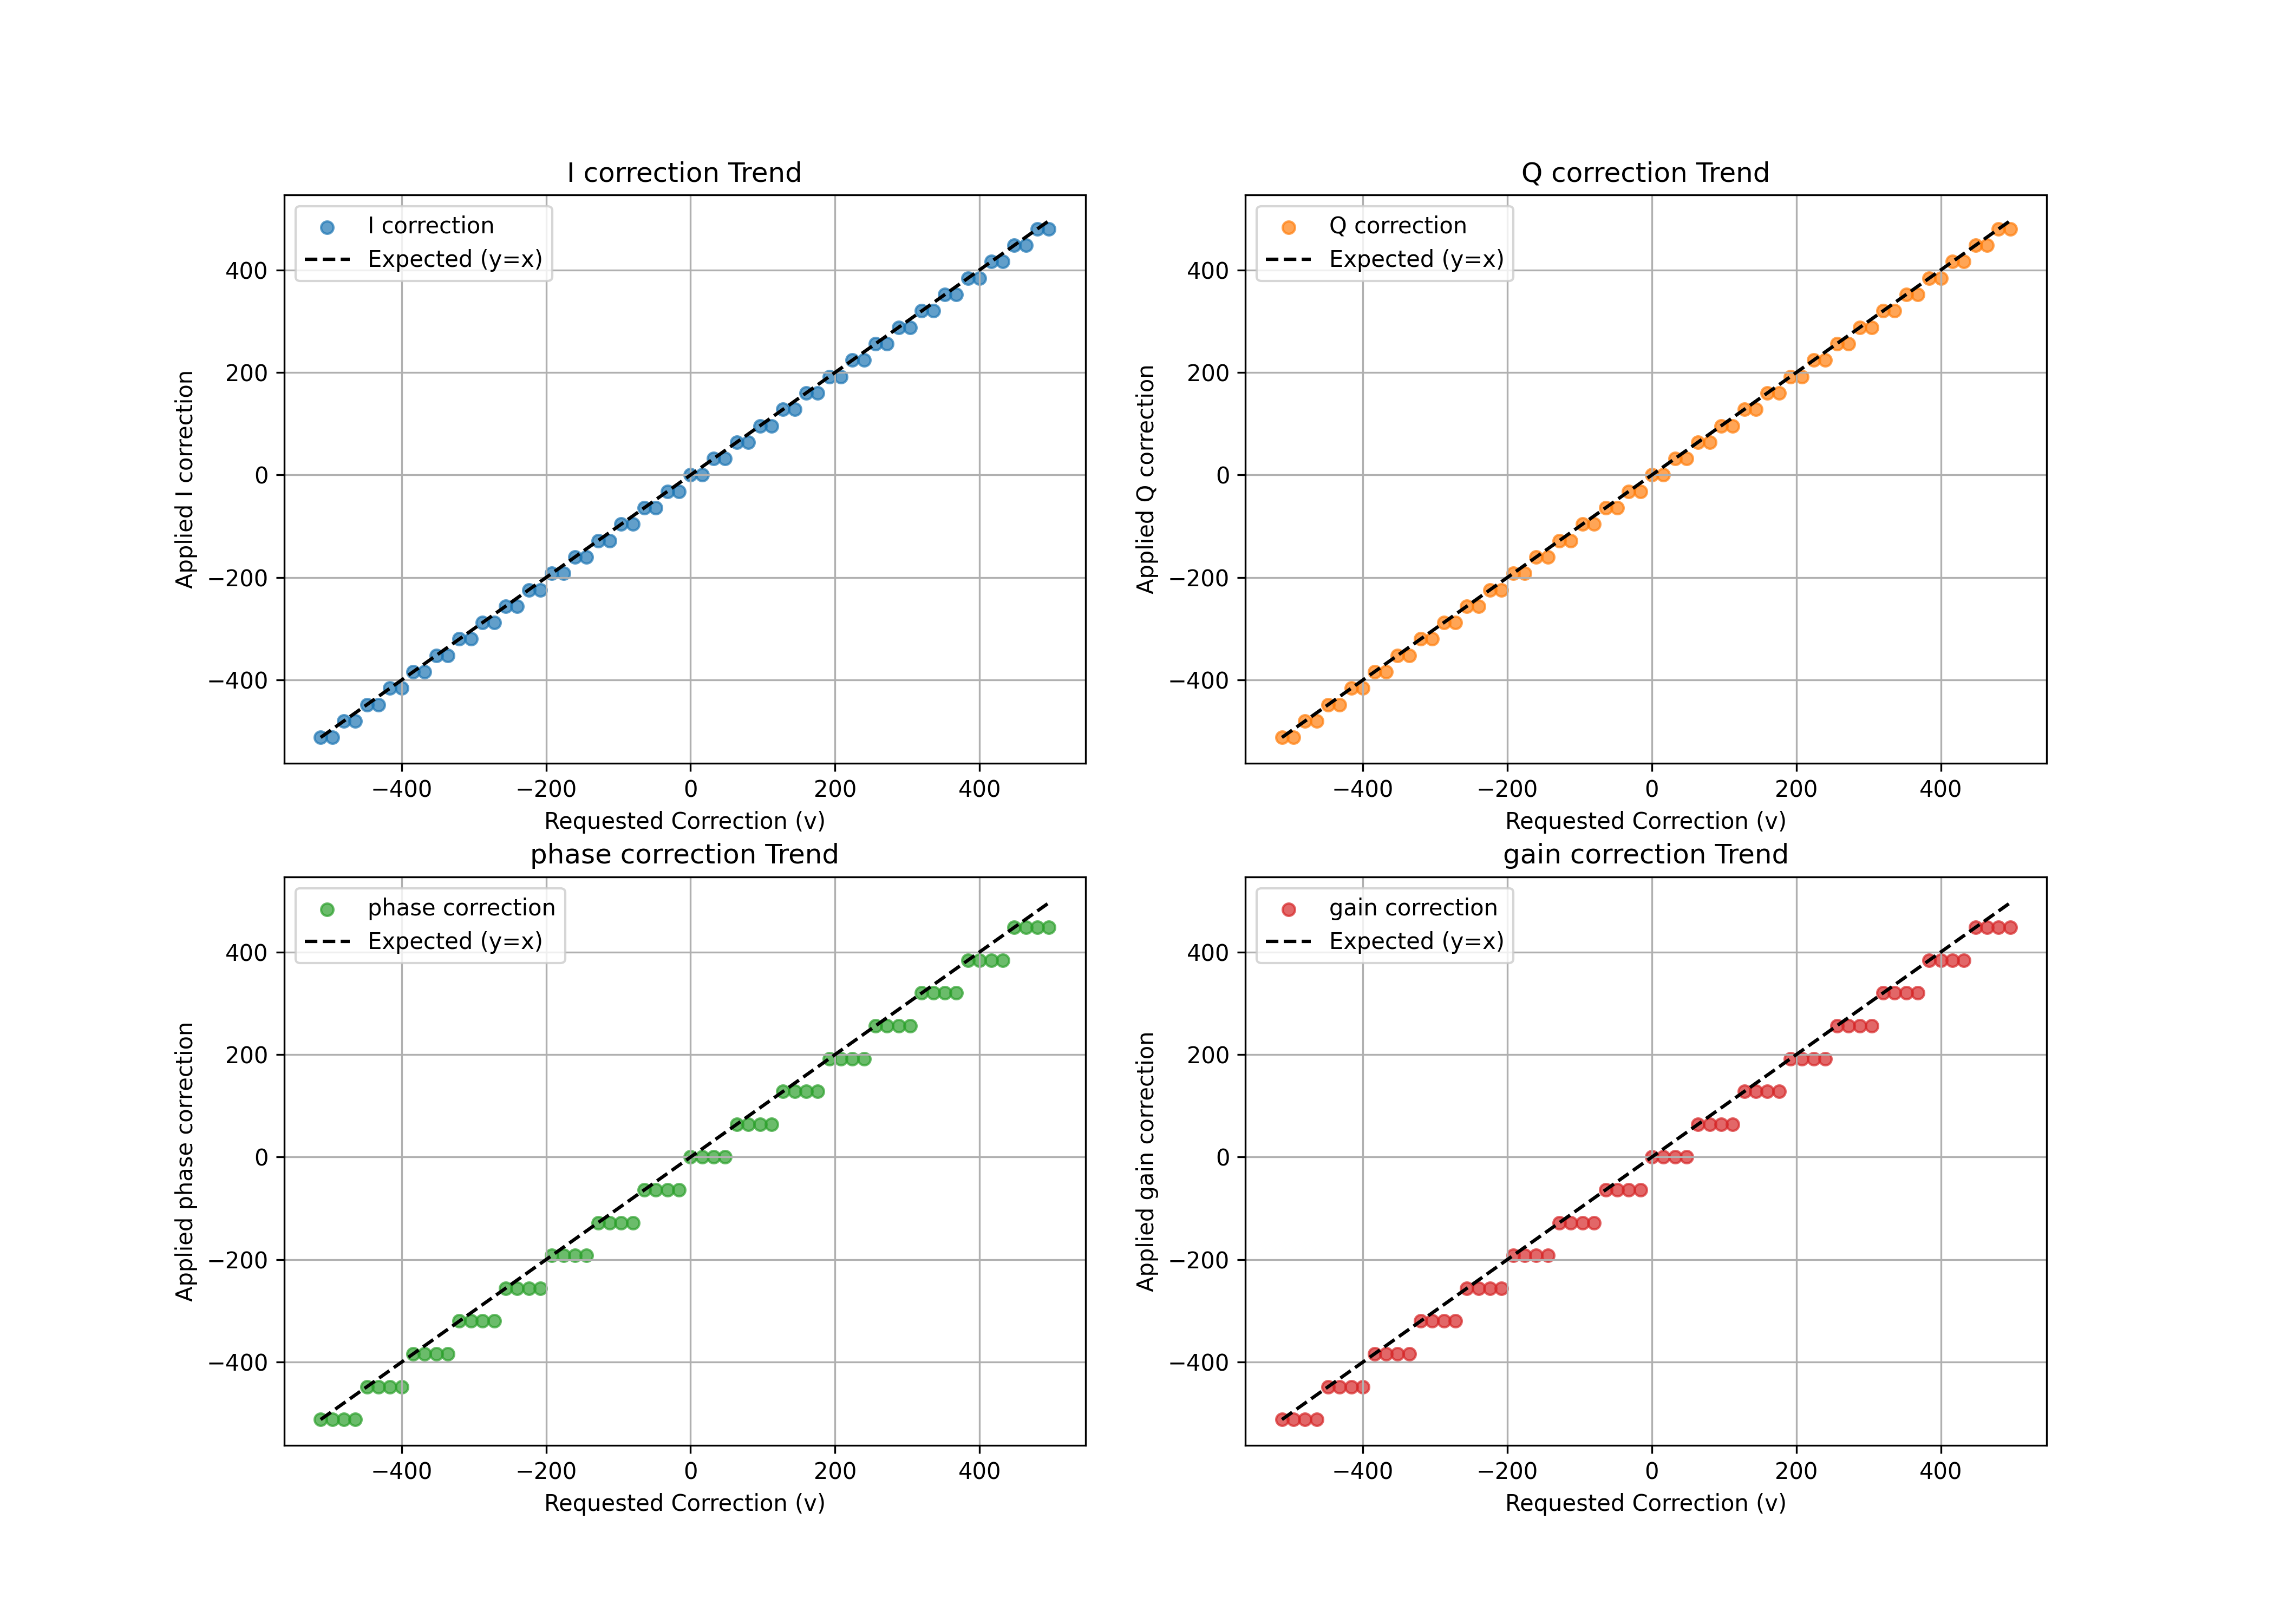 I correction Trend
I correction
Expected (y=x)
400
200
0
−200
−400
Applied I correction
−400 −200 0 200 400
Requested Correction (v)
Q correction Trend
Q correction
Expected (y=x)
400
200
0
−200
−400
Applied Q correction
−400 −200 0 200 400
Requested Correction (v)
phase correction Trend
phase correction
Expected (y=x)
400
200
0
−200
−400
Applied phase correction
−400 −200 0 200 400
Requested Correction (v)
gain correction Trend
gain correction
Expected (y=x)
400
200
0
−200
−400
Applied gain correction
−400 −200 0 200 400
Requested Correction (v)